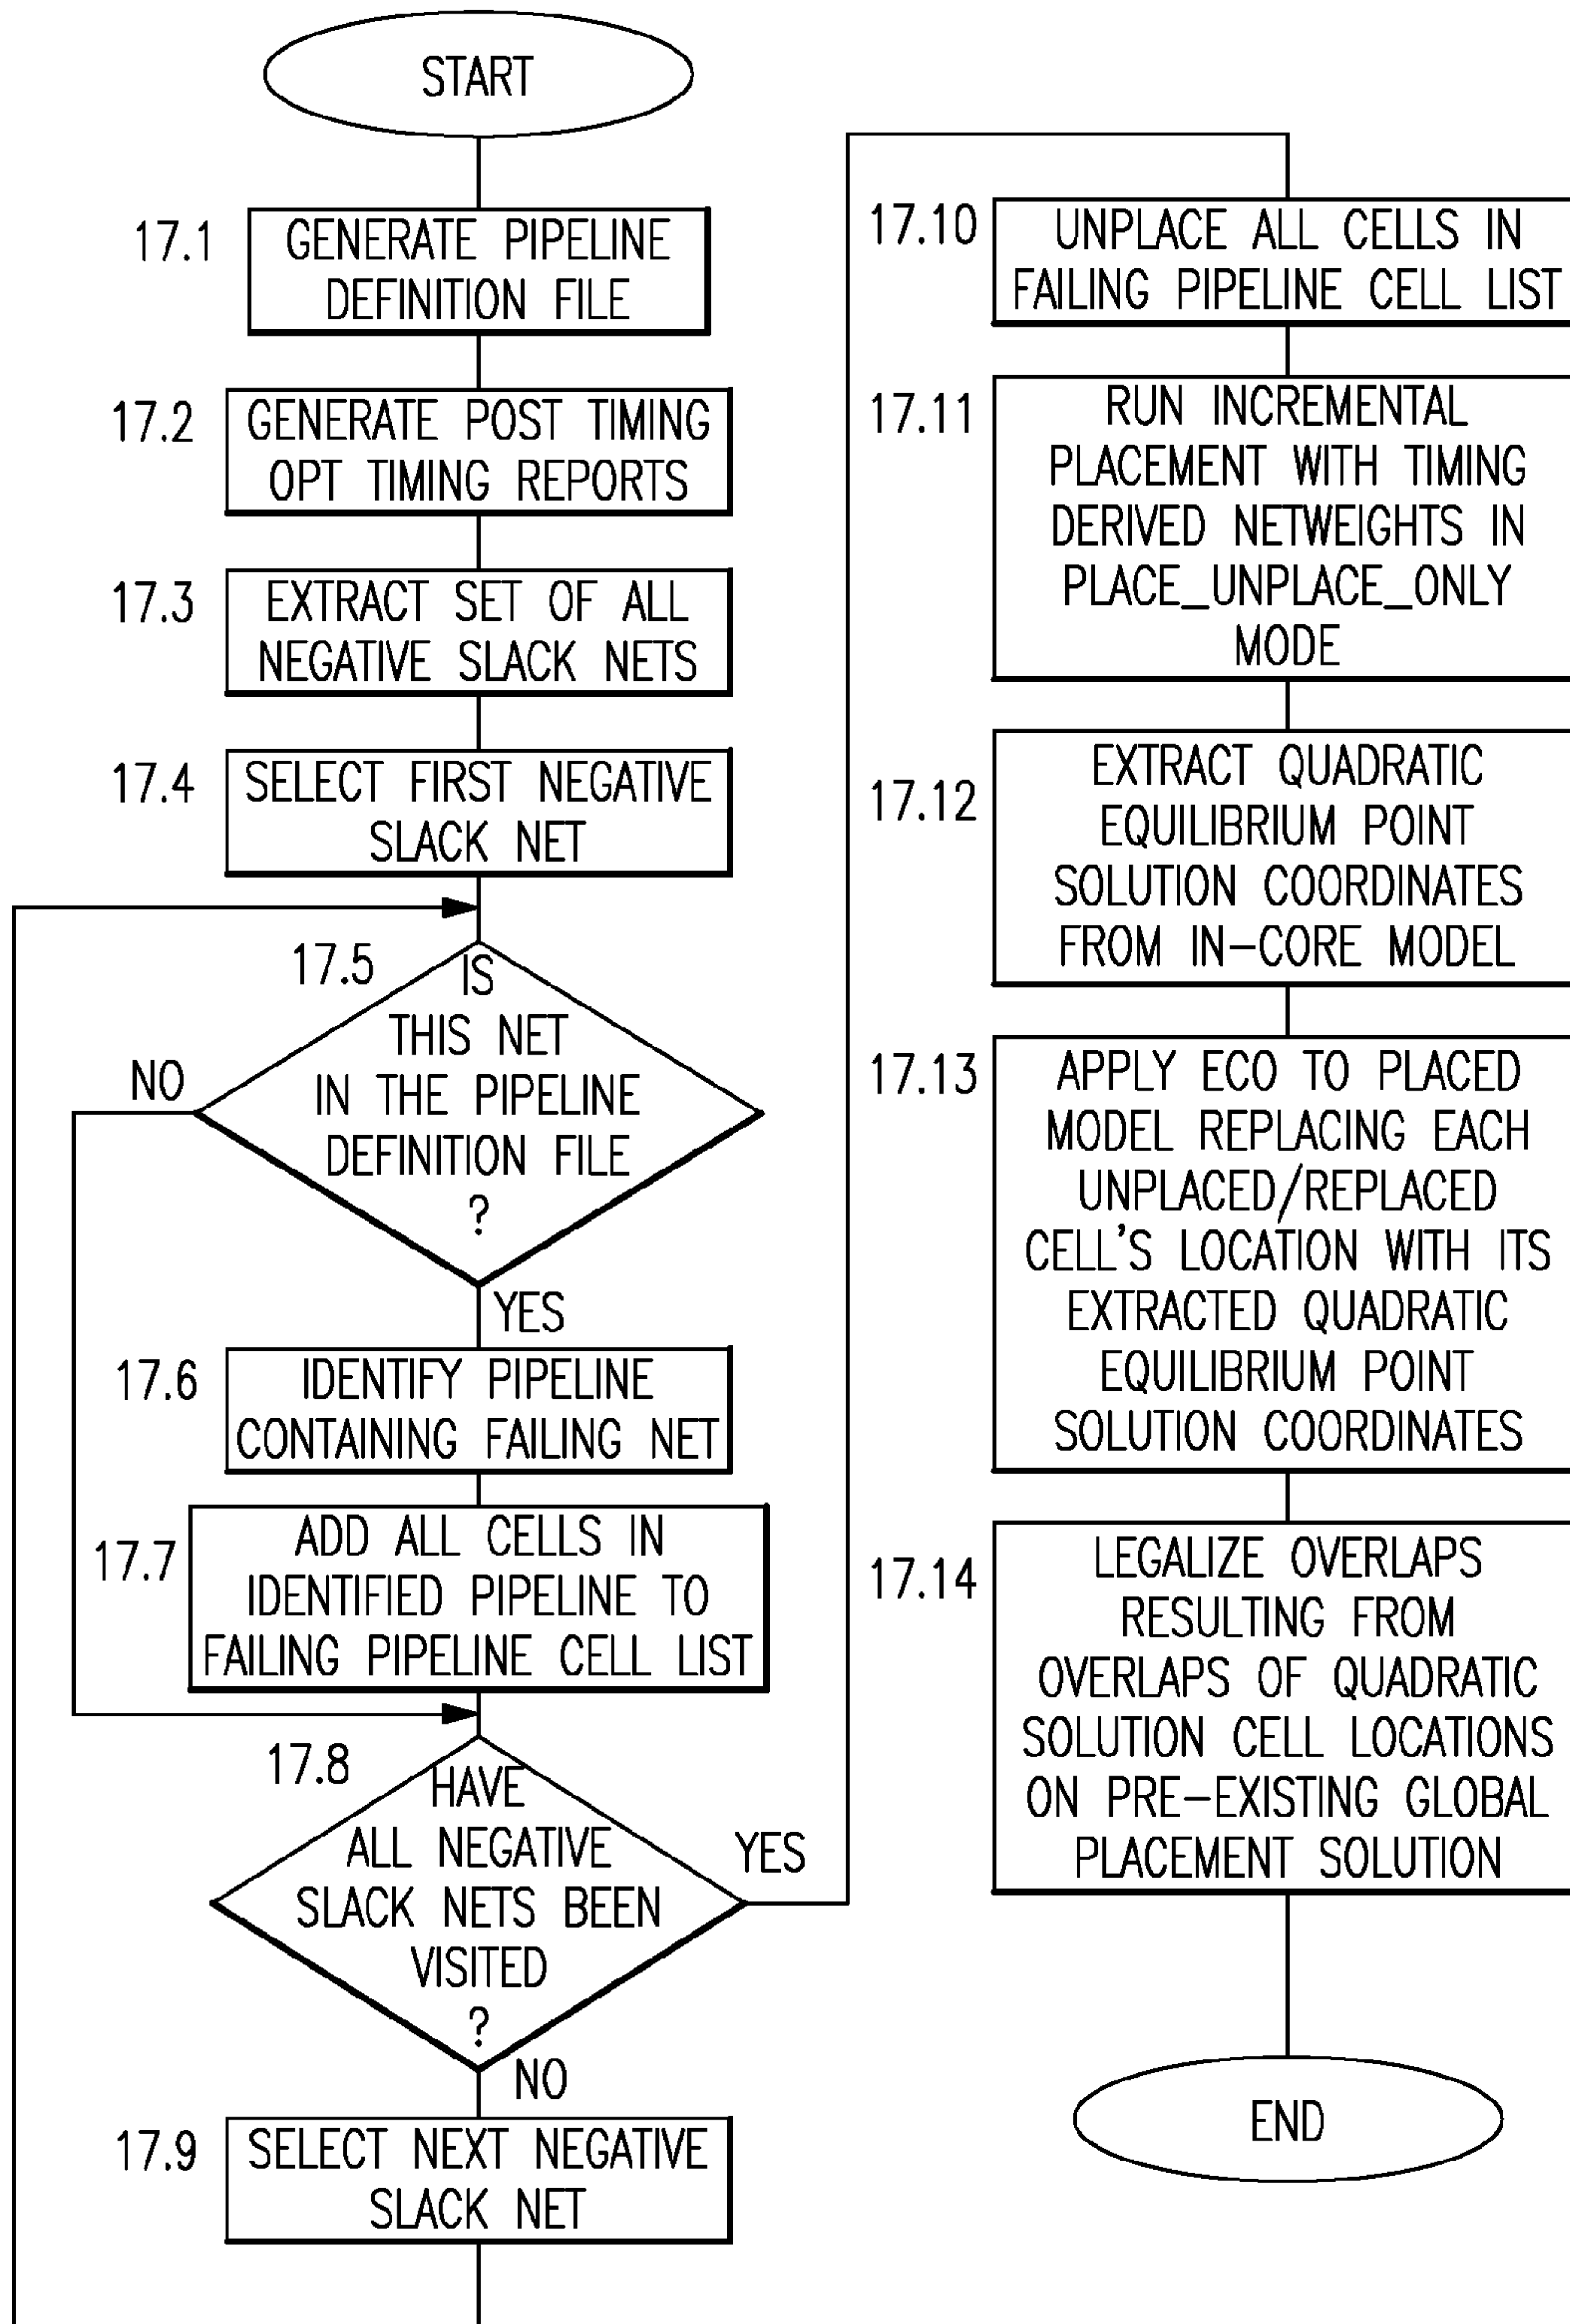 START
17.1
GENERATE PIPELINE
DEFINITION FILE
17.2
GENERATE POST TIMING
OPT TIMING REPORTS
17.3
EXTRACT SET OF ALL
NEGATIVE SLACK NETS
17.4
SELECT FIRST NEGATIVE
SLACK NET
17.5
IS
THIS NET
IN THE PIPELINE
DEFINITION FILE
?
NO
YES
17.6
IDENTIFY PIPELINE
CONTAINING FAILING NET
17.7
ADD ALL CELLS IN
IDENTIFIED PIPELINE TO
FAILING PIPELINE CELL LIST
17.8
HAVE
ALL NEGATIVE
SLACK NETS BEEN
VISITED
?
YES
NO
17.9
SELECT NEXT NEGATIVE
SLACK NET
17.10
UNPLACE ALL CELLS IN
FAILING PIPELINE CELL LIST
17.11
RUN INCREMENTAL
PLACEMENT WITH TIMING
DERIVED NETWEIGHTS IN
PLACE_UNPLACE_ONLY
MODE
17.12
EXTRACT QUADRATIC
EQUILIBRIUM POINT
SOLUTION COORDINATES
FROM IN-CORE MODEL
17.13
APPLY ECO TO PLACED
MODEL REPLACING EACH
UNPLACED/REPLACED
CELL'S LOCATION WITH ITS
EXTRACTED QUADRATIC
EQUILIBRIUM POINT
SOLUTION COORDINATES
17.14
LEGALIZE OVERLAPS
RESULTING FROM
OVERLAPS OF QUADRATIC
SOLUTION CELL LOCATIONS
ON PRE-EXISTING GLOBAL
PLACEMENT SOLUTION
END